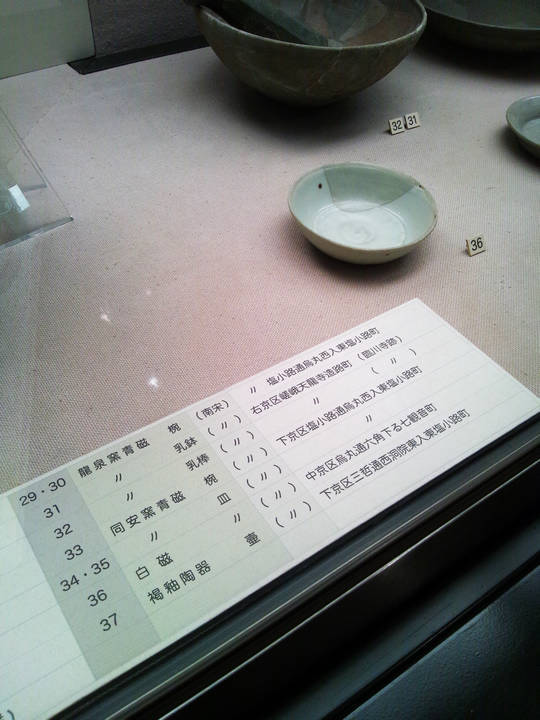 32 31
36
29・30 龍泉窯青磁 椀 (南宋) 〃 塩小路通烏丸西入東塩小路町
31 〃 乳鉢 (〃) 右京区嵯峨天龍寺造路町(臨川寺跡)
32 〃 乳棒 (〃) 〃 (〃)
33 同安窯青磁 椀 (〃) 下京区塩小路通烏丸西入東塩小路町
34・35 〃 皿 (〃)
36 白磁 〃 (〃) 中京区烏丸通六角下る七観音町
37 褐釉陶器 壷 (〃) 下京区三哲通西洞院東入東塩小路町